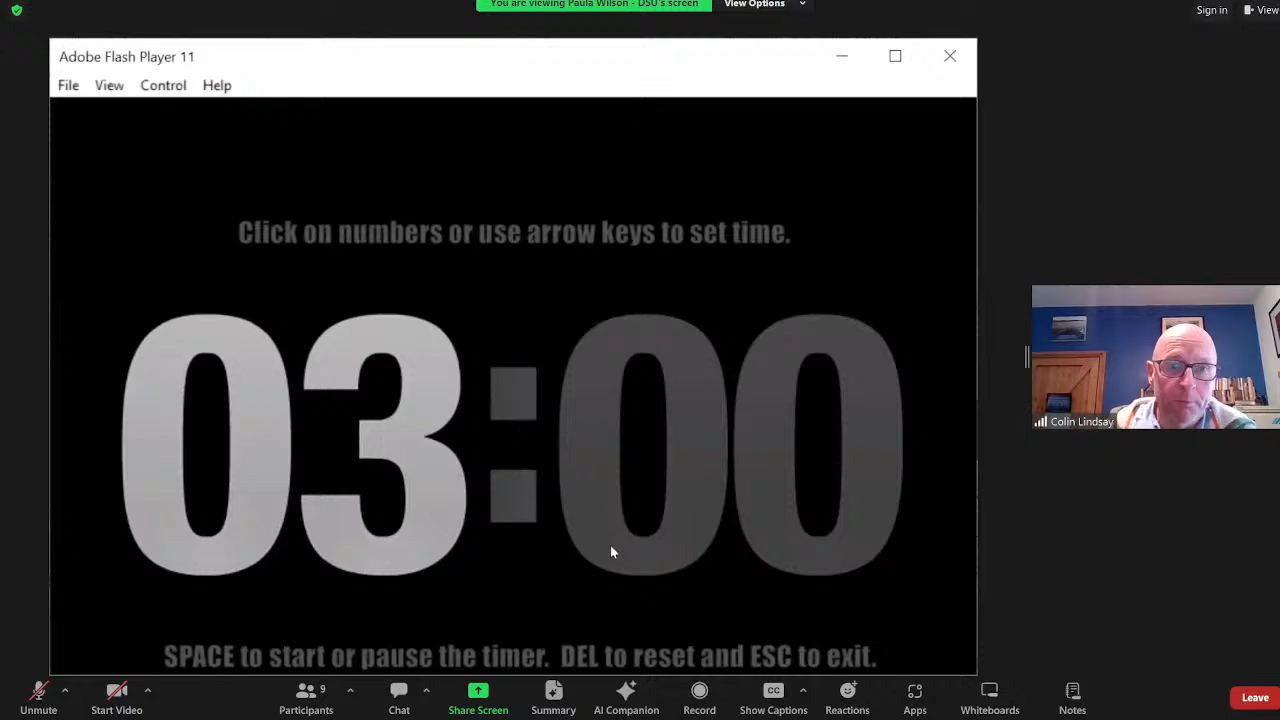 You are viewing Paula Wilson - DSU's screen
View Options
Sign in
View
Adobe Flash Player 11
File View Control Help
Click on numbers or use arrow keys to set time.
03:00
Colin Lindsay
SPACE to start or pause the timer. DEL to reset and ESC to exit.
9
CC
Unmute Start Video Participants Chat Share Screen Summary AI Companion Record Show Captions Reactions Apps Whiteboards Notes
Leave